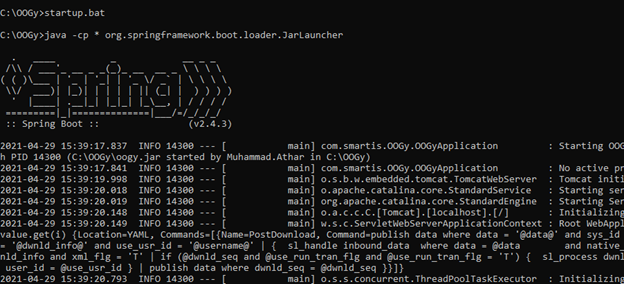 C:\OOGy>startup.bat
C:\OOGy>java -cp * org.springframework.boot.loader.JarLauncher
:: Spring Boot :: (v2.4.3)
2021-04-29 15:39:17.837 INFO 14300 --- [ main] com.smartis.OOGy.OOGyApplication : Starting OOG
h PID 14300 (C:\OOGy\oogy.jar started by Muhammad.Athar in C:\OOGy)
2021-04-29 15:39:17.841 INFO 14300 --- [ main] com.smartis.OOGy.OOGyApplication : No active pr
2021-04-29 15:39:19.998 INFO 14300 --- [ main] o.s.b.w.embedded.tomcat.TomcatWebServer : Tomcat initi
2021-04-29 15:39:20.018 INFO 14300 --- [ main] o.apache.catalina.core.StandardService : Starting ser
2021-04-29 15:39:20.019 INFO 14300 --- [ main] org.apache.catalina.core.StandardEngine : Starting Ser
2021-04-29 15:39:20.148 INFO 14300 --- [ main] o.a.c.c.C.[Tomcat].[localhost].[/] : Initializing
2021-04-29 15:39:20.149 INFO 14300 --- [ main] w.s.c.ServletWebServerApplicationContext : Root WebAppl
value.get(i) {Location=YAML, Commands=[{Name=PostDownload, Command=publish data where data = '@data@' and sys_id
= '@dwnld_info@' and use_usr_id = '@username@' | { sl_handle inbound_data where data = @data and native_
nld_info and xml_flg = 'T' | if (@dwnld_seq and @use_run_tran_flg and @use_run_tran_flg = 'T') { sl_process dwnl
user_id = @use_usr_id } | publish data where dwnld_seq = @dwnld_seq }}]}
2021-04-29 15:39:20.793 INFO 14300 --- [ main] o.s.s.concurrent.ThreadPoolTaskExecutor : Initializing